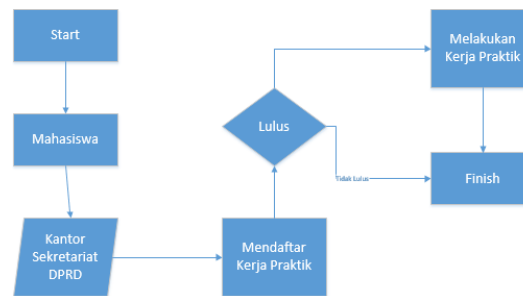 Start
Mahasiswa
Kantor
Sekretariat
DPRD
Mendaftar
Kerja Praktik
Lulus
Tidak Lulus
Melakukan
Kerja Praktik
Finish